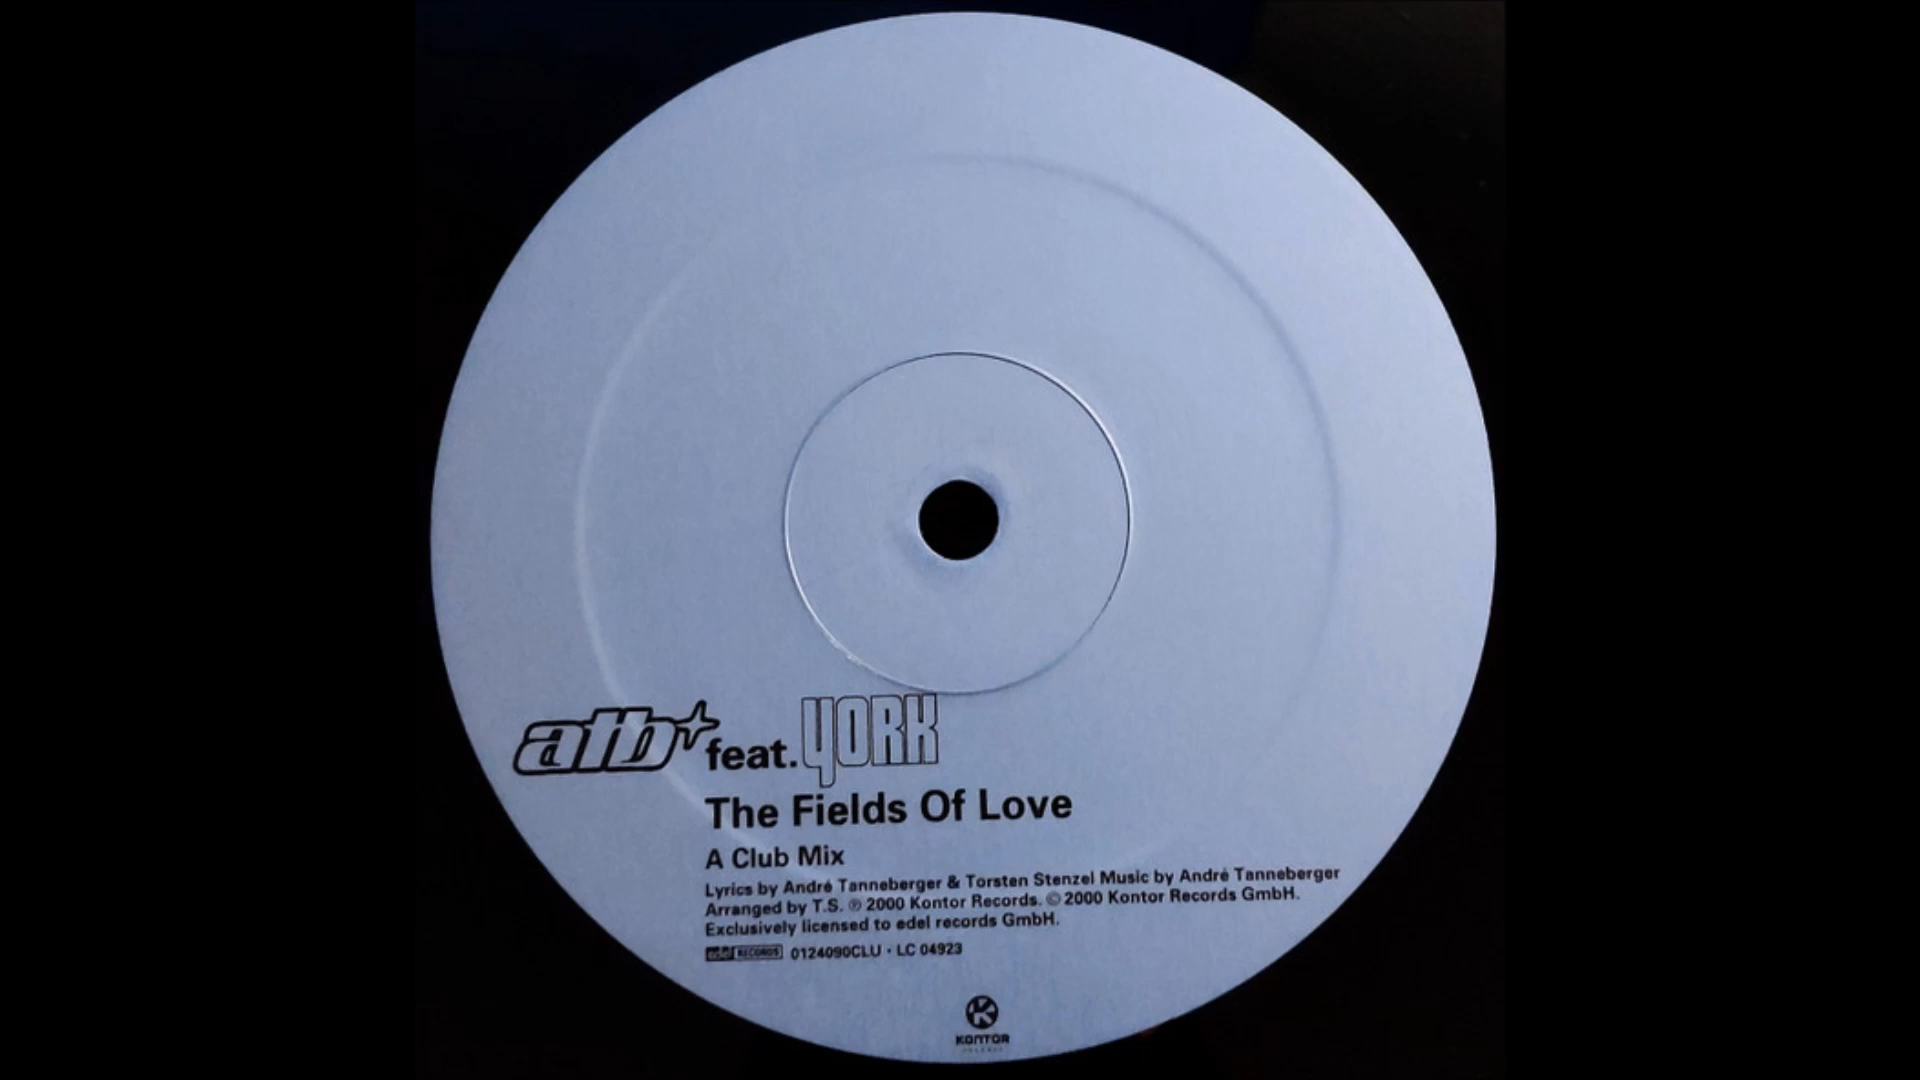 atb feat. YORK
The Fields Of Love
A Club Mix
Lyrics by André Tanneberger & Torsten Stenzel Music by André Tanneberger
Arranged by T.S. ℗ 2000 Kontor Records. © 2000 Kontor Records GmbH.
Exclusively licensed to edel records GmbH.
edel RECORDS 0124090CLU · LC 04923
K
KONTOR